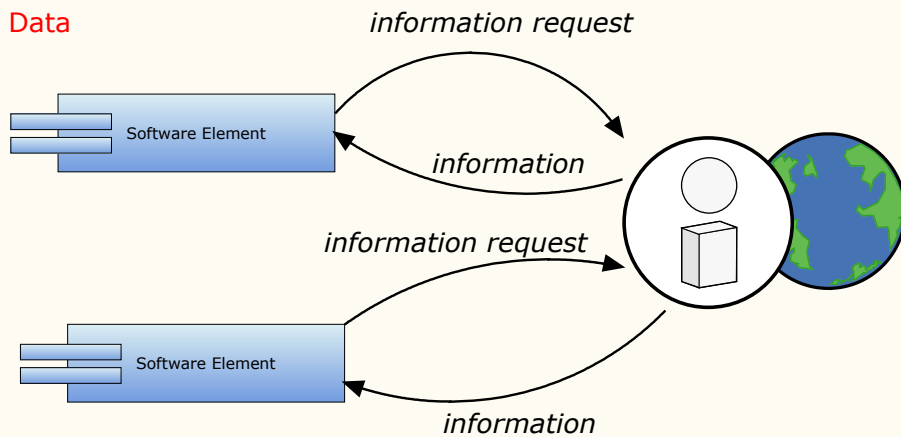 Data
information request
Software Element
information
information request
Software Element
information